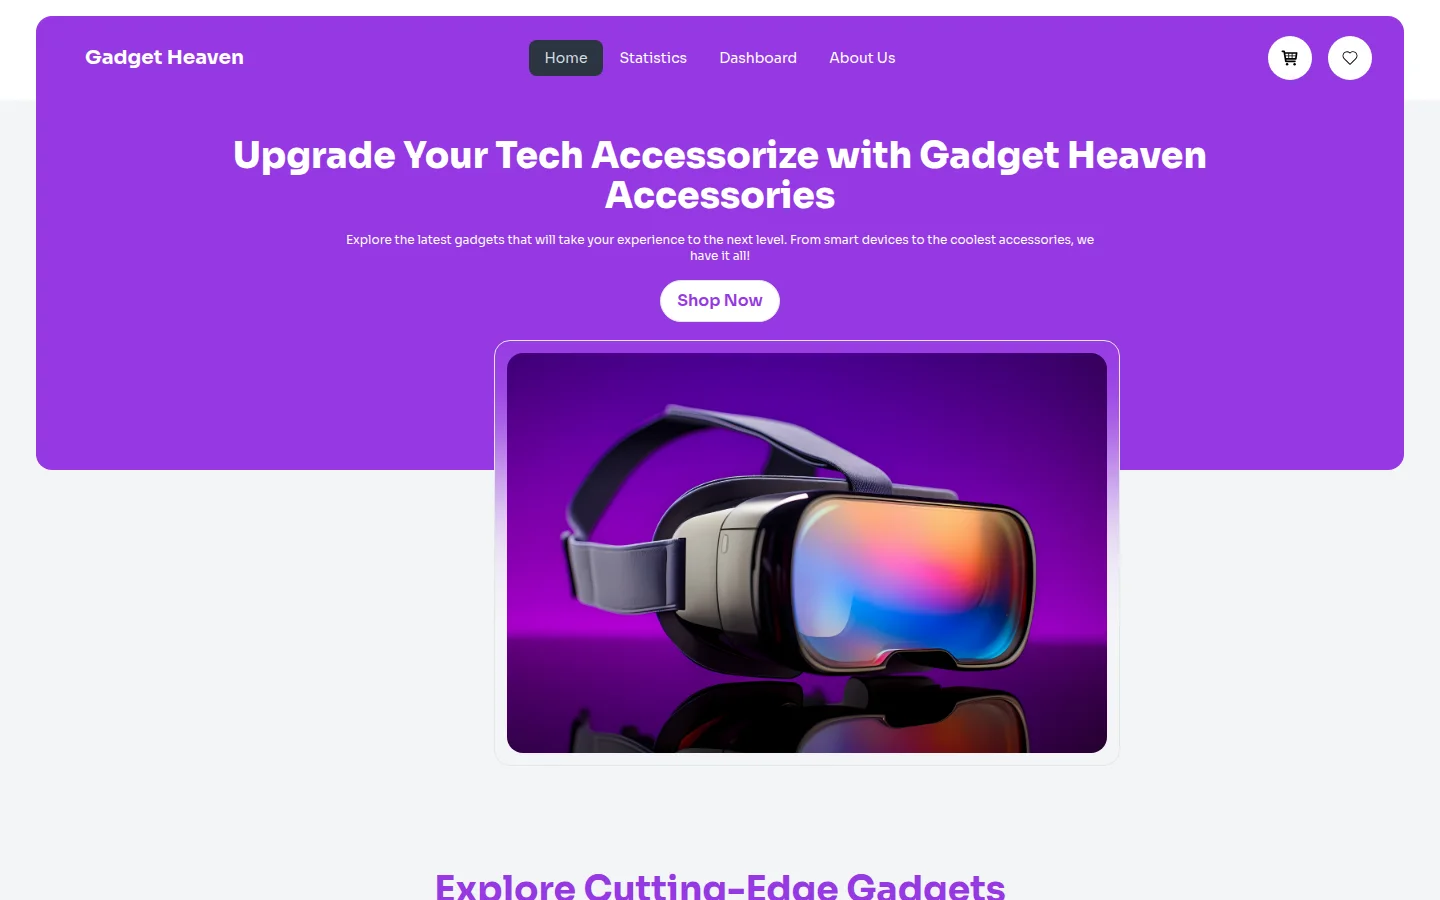 Gadget Heaven
Home
Statistics
Dashboard
About Us
Upgrade Your Tech Accessorize with Gadget Heaven
Accessories
Explore the latest gadgets that will take your experience to the next level. From smart devices to the coolest accessories, we
have it all!
Shop Now
Explore Cutting-Edge Gadgets